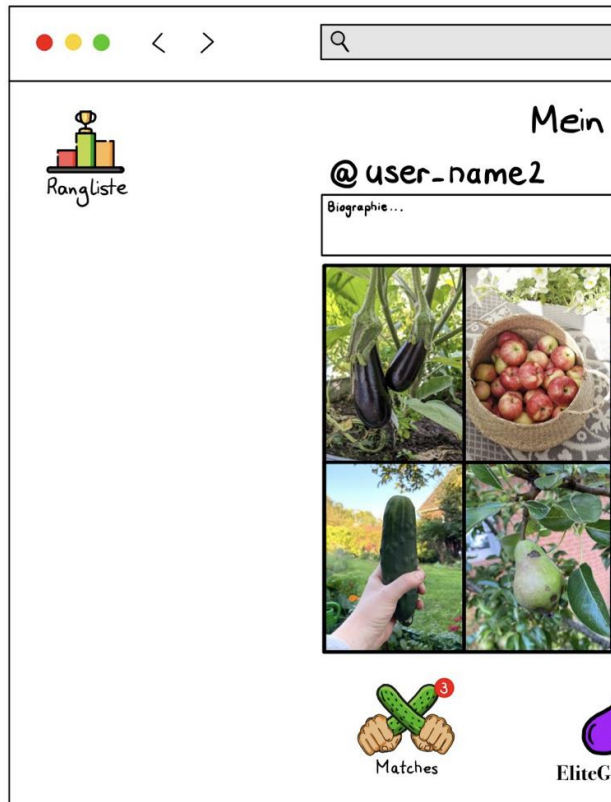 Mein
Rangliste
@user_name2
Biographie...
3
Matches
EliteG